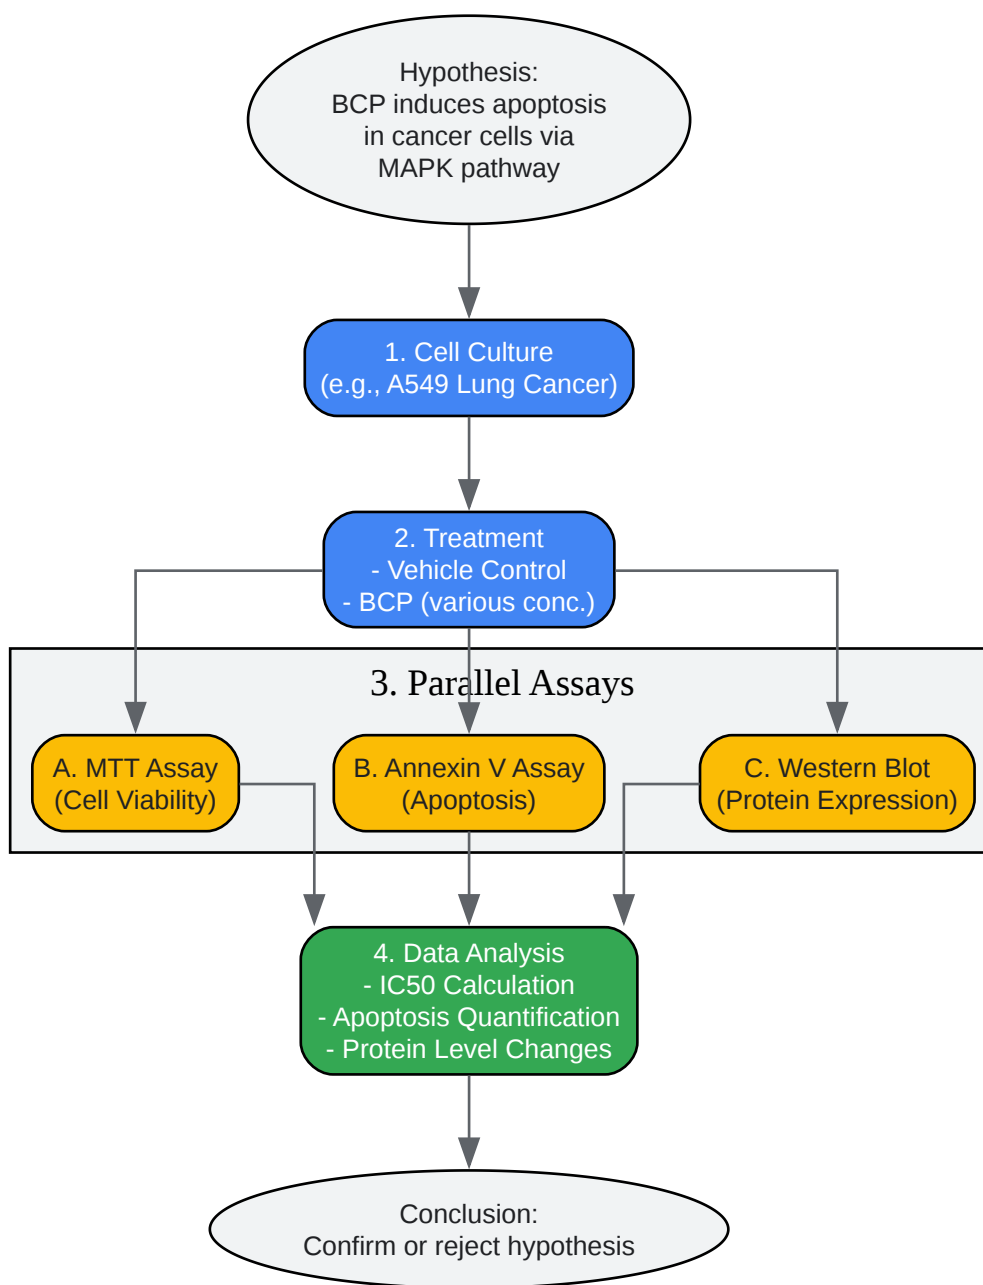 Hypothesis:
BCP induces apoptosis
in cancer cells via
MAPK pathway
1. Cell Culture
(e.g., A549 Lung Cancer)
2. Treatment
- Vehicle Control
- BCP (various conc.)
3. Parallel Assays
A. MTT Assay
(Cell Viability)
B. Annexin V Assay
(Apoptosis)
C. Western Blot
(Protein Expression)
4. Data Analysis
- IC50 Calculation
- Apoptosis Quantification
- Protein Level Changes
Conclusion:
Confirm or reject hypothesis